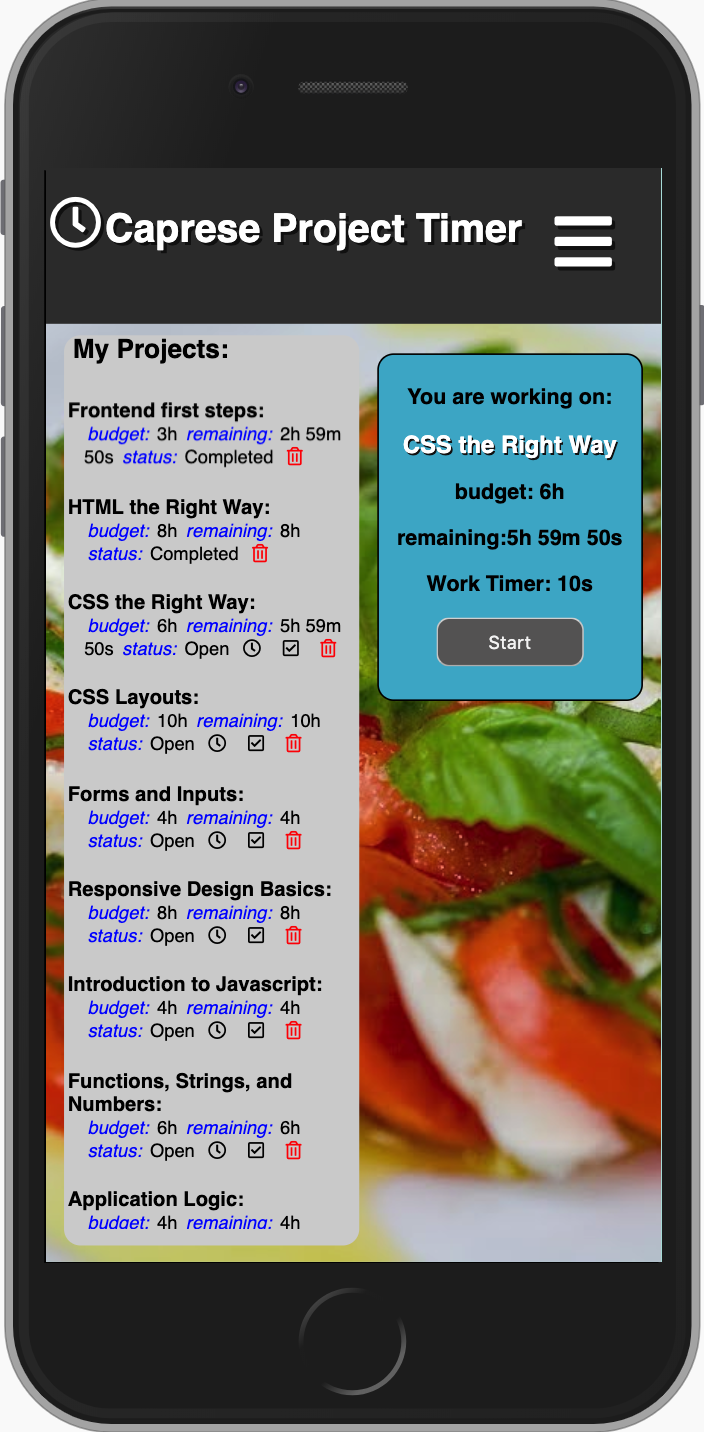 Caprese Project Timer
My Projects:
Frontend first steps:
budget: 3h remaining: 2h 59m
50s status: Completed
HTML the Right Way:
budget: 8h remaining: 8h
status: Completed
CSS the Right Way:
budget: 6h remaining: 5h 59m
50s status: Open
CSS Layouts:
budget: 10h remaining: 10h
status: Open
Forms and Inputs:
budget: 4h remaining: 4h
status: Open
Responsive Design Basics:
budget: 8h remaining: 8h
status: Open
Introduction to Javascript:
budget: 4h remaining: 4h
status: Open
Functions, Strings, and
Numbers:
budget: 6h remaining: 6h
status: Open
Application Logic:
budget: 4h remaining: 4h
You are working on:
CSS the Right Way
budget: 6h
remaining:5h 59m 50s
Work Timer: 10s
Start